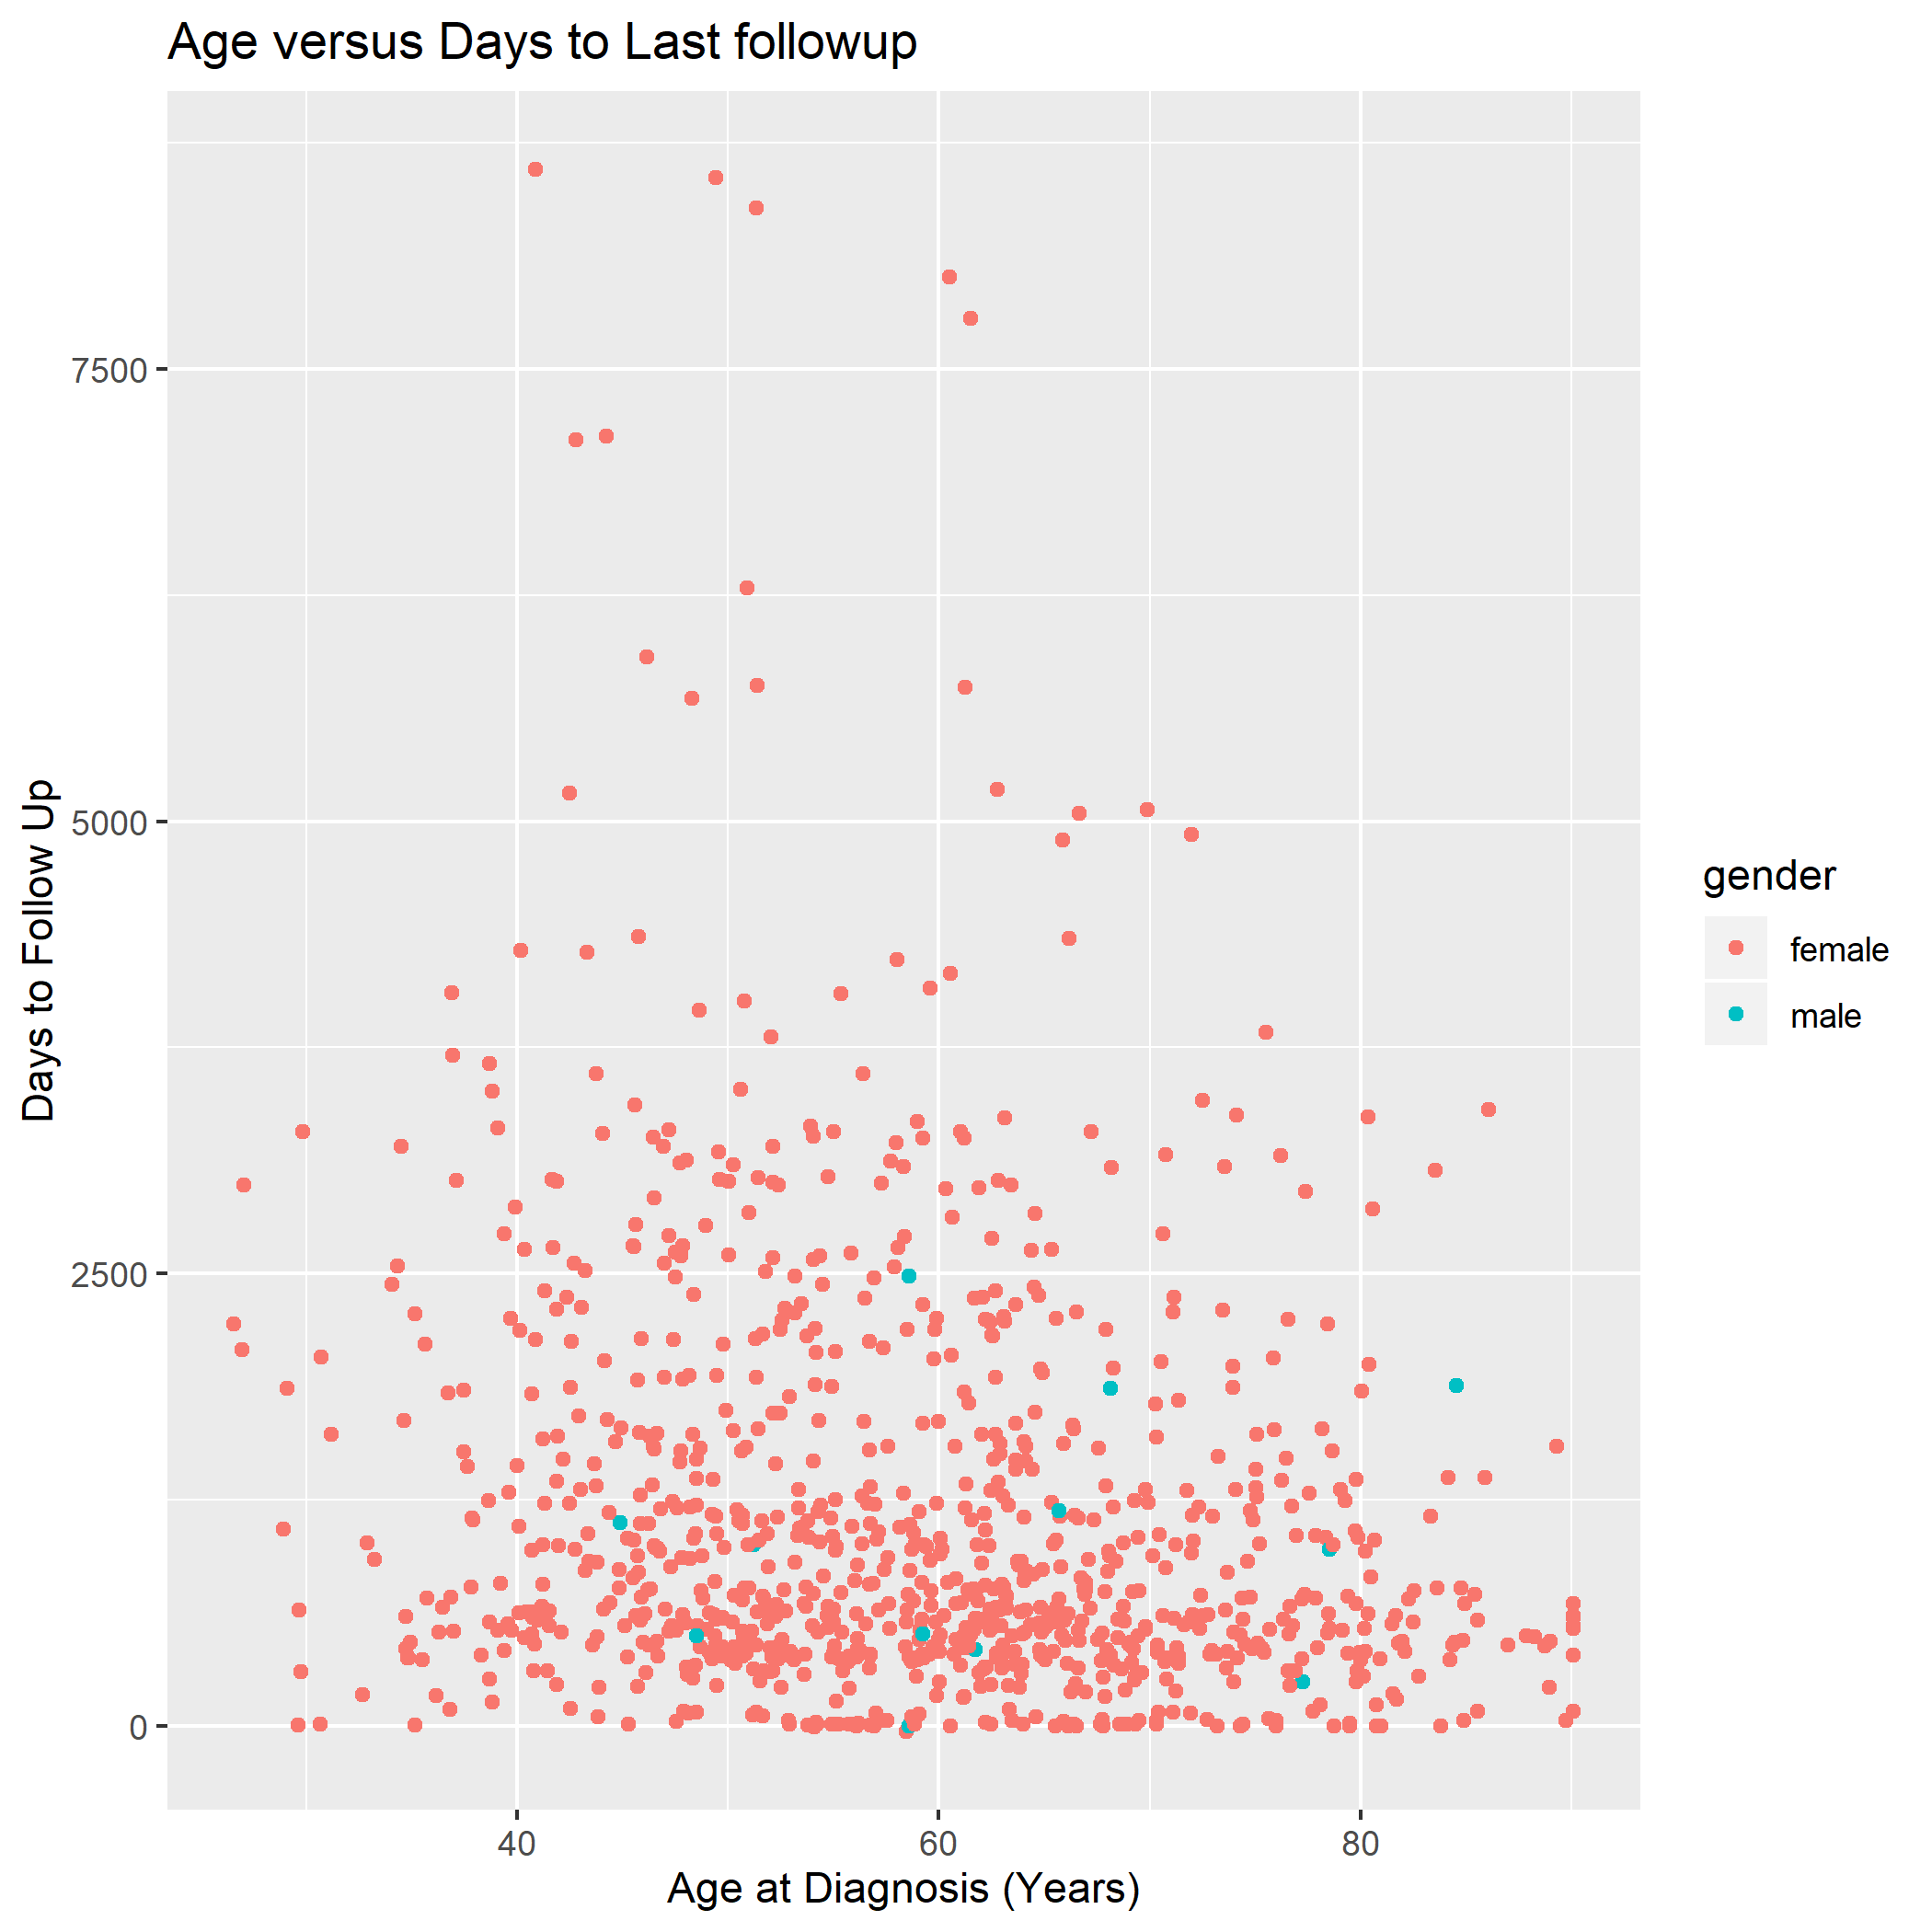 Age versus Days to Last followup
Days to Follow Up
7500
5000
2500
0
40
60
80
Age at Diagnosis (Years)
gender
female
male